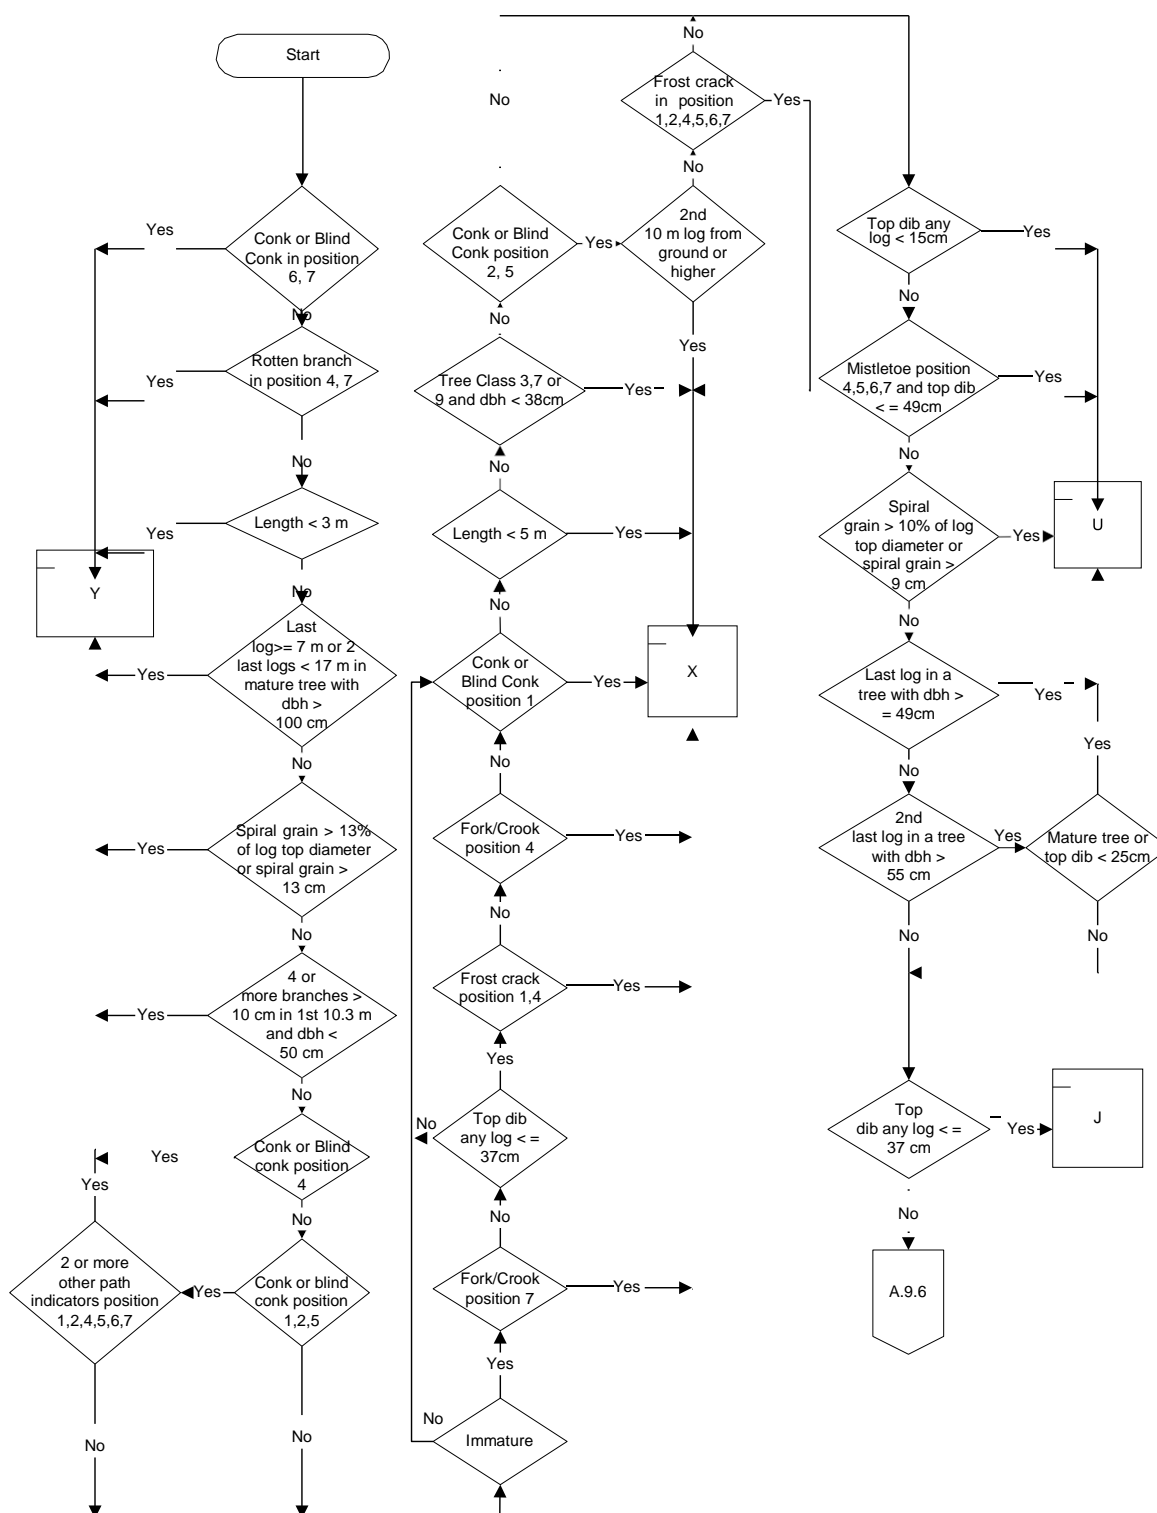 Start
Conk or Blind
Conk in position
6, 7
Yes
No
Rotten branch
in position 4, 7
Yes
No
Length < 3 m
Yes
No
Y
Last
log>= 7 m or 2
last logs < 17 m in
mature tree with
dbh >
100 cm
Yes
No
Spiral grain > 13%
of log top diameter
or spiral grain >
13 cm
Yes
No
4 or
more branches >
10 cm in 1st 10.3 m
and dbh <
50 cm
Yes
No
Conk or Blind
conk position
4
Yes
No
Conk or blind
conk position
1,2,5
Yes
No
2 or more
other path
indicators position
1,2,4,5,6,7
Yes
No
Immature
No
Yes
Fork/Crook
position 7
Yes
No
Top dib
any log < =
37cm
No
Yes
Frost crack
position 1,4
Yes
No
Fork/Crook
position 4
Yes
No
Conk or
Blind Conk
position 1
Yes
No
X
Length < 5 m
Yes
No
Tree Class 3,7 or
9 and dbh < 38cm
Yes
No
Conk or Blind
Conk position
2, 5
Yes
No
2nd
10 m log from
ground or
higher
Yes
No
Frost crack
in position
1,2,4,5,6,7
Yes
No
Top dib any
log < 15cm
Yes
No
Mistletoe position
4,5,6,7 and top dib
< = 49cm
Yes
No
Spiral
grain > 10% of log
top diameter or
spiral grain >
9 cm
Yes
No
U
Last log in a
tree with dbh >
= 49cm
Yes
No
2nd
last log in a tree
with dbh >
55 cm
Yes
No
Mature tree or
top dib < 25cm
Yes
No
Top
dib any log < =
37 cm
Yes
No
J
A.9.6